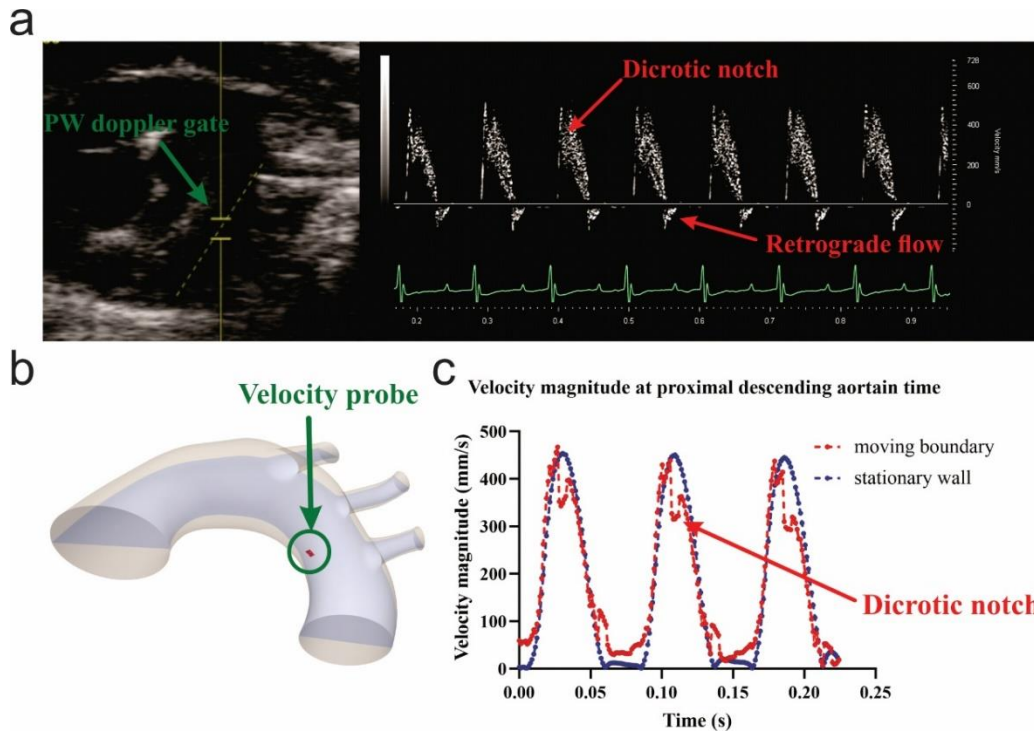 a
Dicrotic notch
PW doppler gate
Retrograde flow
728
600
400
200
0
Velocity mm/s
0.2 0.3 0.4 0.5 0.6 0.7 0.8 0.9
b
Velocity probe
c
Velocity magnitude at proximal descending aortain time
moving boundary
stationary wall
Velocity magnitude (mm/s)
500
400
300
200
100
0
Dicrotic notch
0.00 0.05 0.10 0.15 0.20 0.25
Time (s)